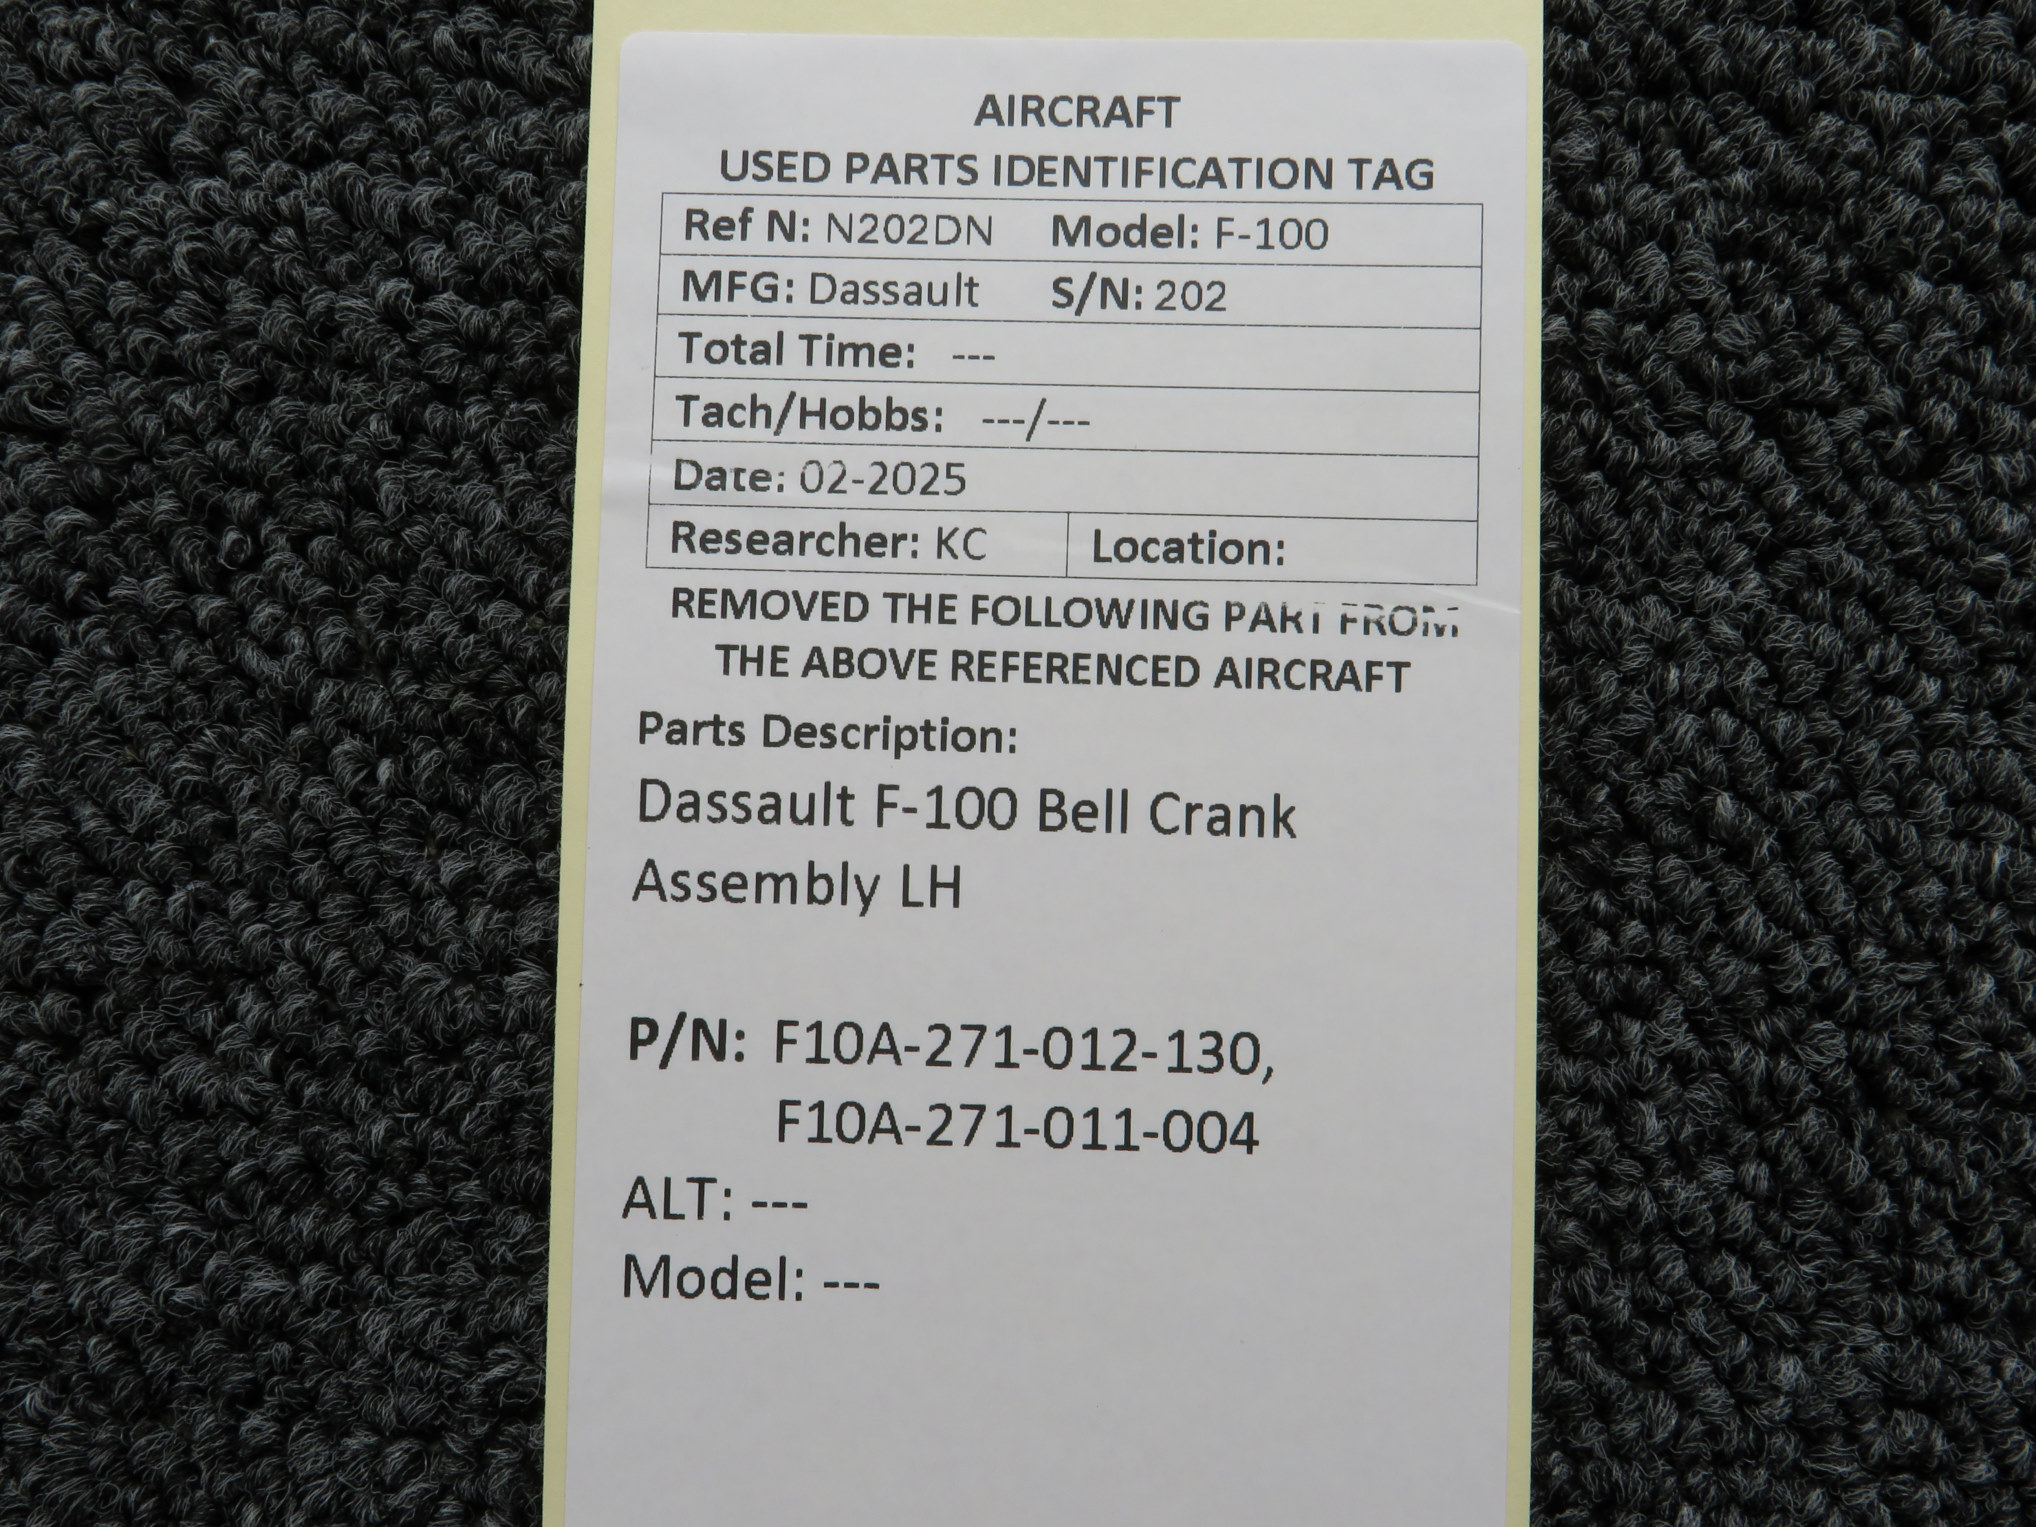 AIRCRAFT
USED PARTS IDENTIFICATION TAG
Ref N: N202DN Model: F-100
MFG: Dassault S/N: 202
Total Time: ---
Tach/Hobbs: ---/---
Date: 02-2025
Researcher: KC Location:
REMOVED THE FOLLOWING PART FROM
THE ABOVE REFERENCED AIRCRAFT
Parts Description:
Dassault F-100 Bell Crank
Assembly LH
P/N: F10A-271-012-130,
F10A-271-011-004
ALT: ---
Model: ---